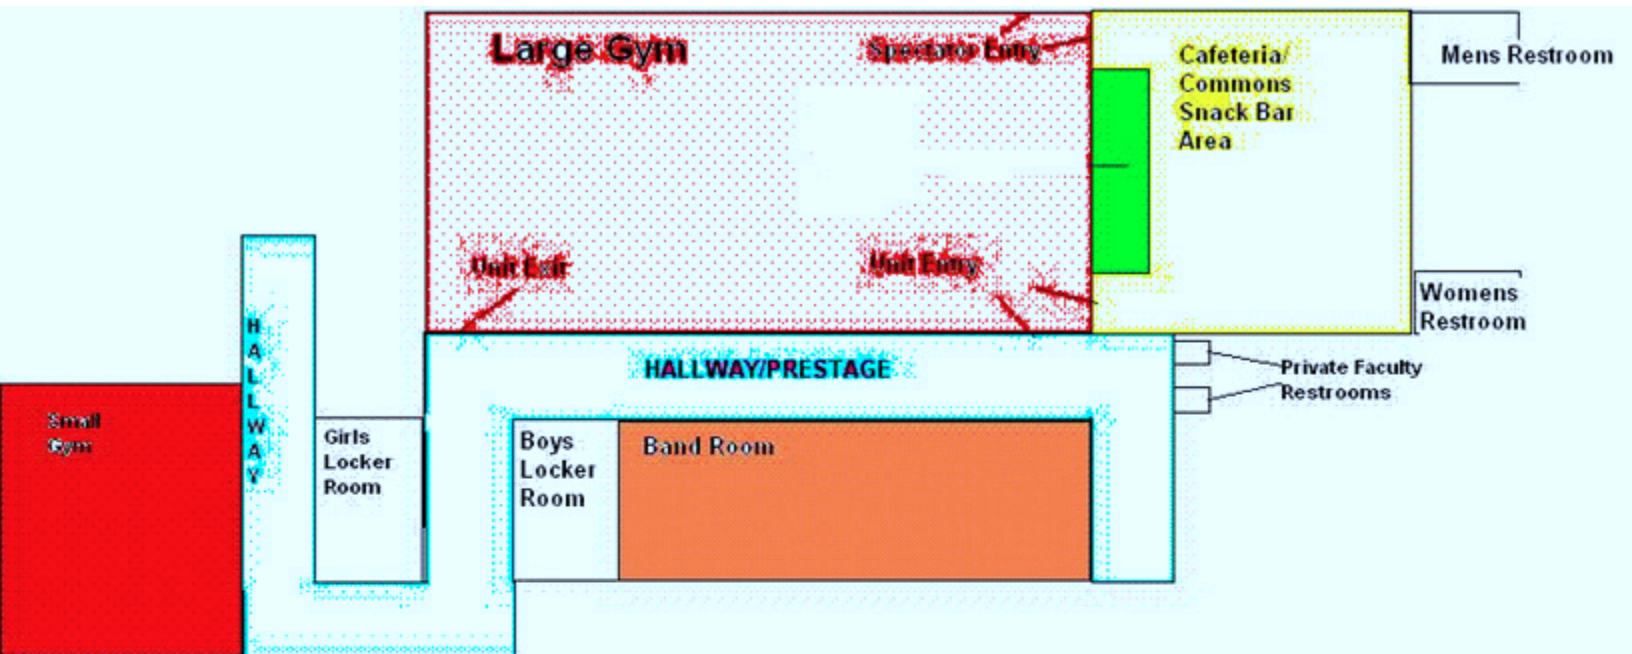 Large Gym
Spectator Entry
Cafeteria/
Commons
Snack Bar
Area
Mens Restroom
Unit Exit
Unit Entry
Womens
Restroom
HALLWAY
HALLWAY/PRESTAGE
Private Faculty
Restrooms
Small
Gym
Girls
Locker
Room
Boys
Locker
Room
Band Room